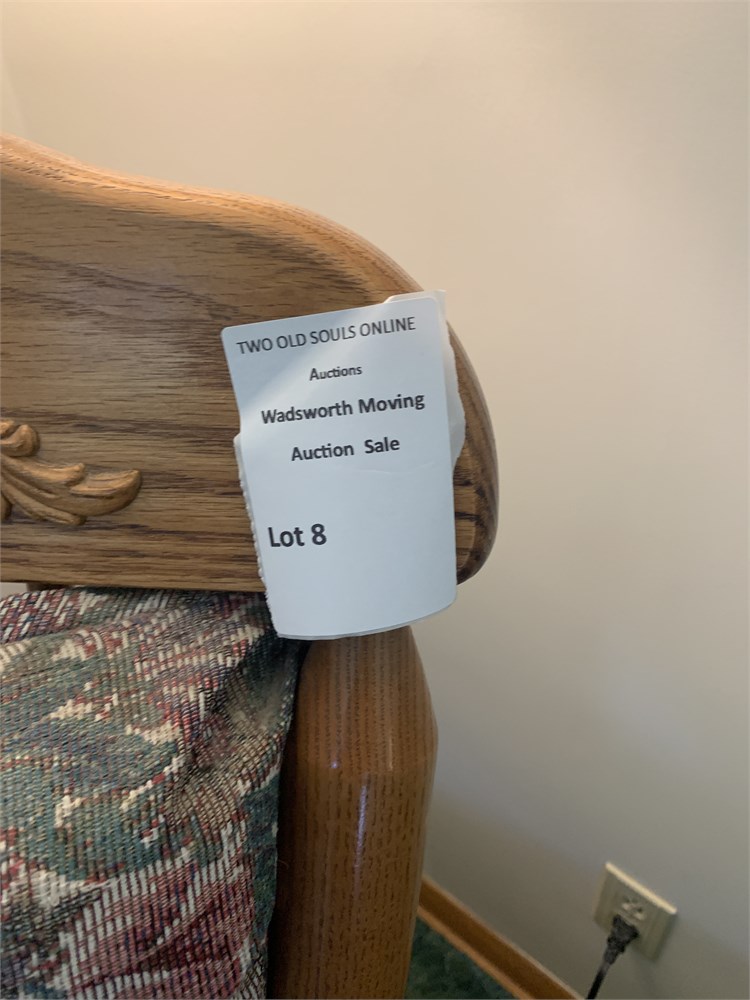 TWO OLD SOULS ONLINE
Auctions
Wadsworth Moving
Auction Sale
Lot 8